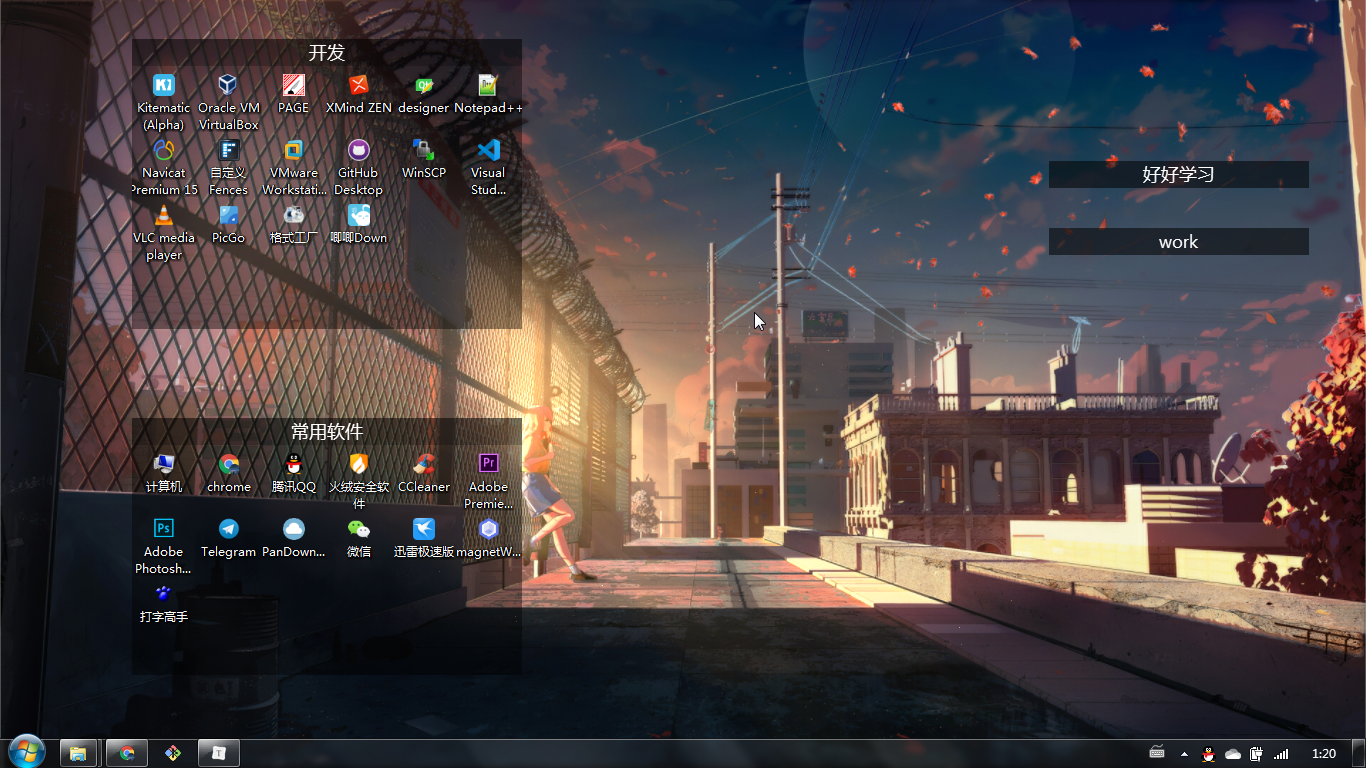 开发
Kitematic (Alpha)
Oracle VM VirtualBox
PAGE
XMind ZEN
designer
Notepad++
Navicat Premium 15
自定义 Fences
VMware Workstati...
GitHub Desktop
WinSCP
Visual Stud...
VLC media player
PicGo
格式工厂
唧唧Down
好好学习
work
常用软件
计算机
chrome
腾讯QQ
火绒安全软件
CCleaner
Adobe Premie...
Adobe Photosh...
Telegram
PanDown...
微信
迅雷极速版
magnetW...
打字高手
1:20